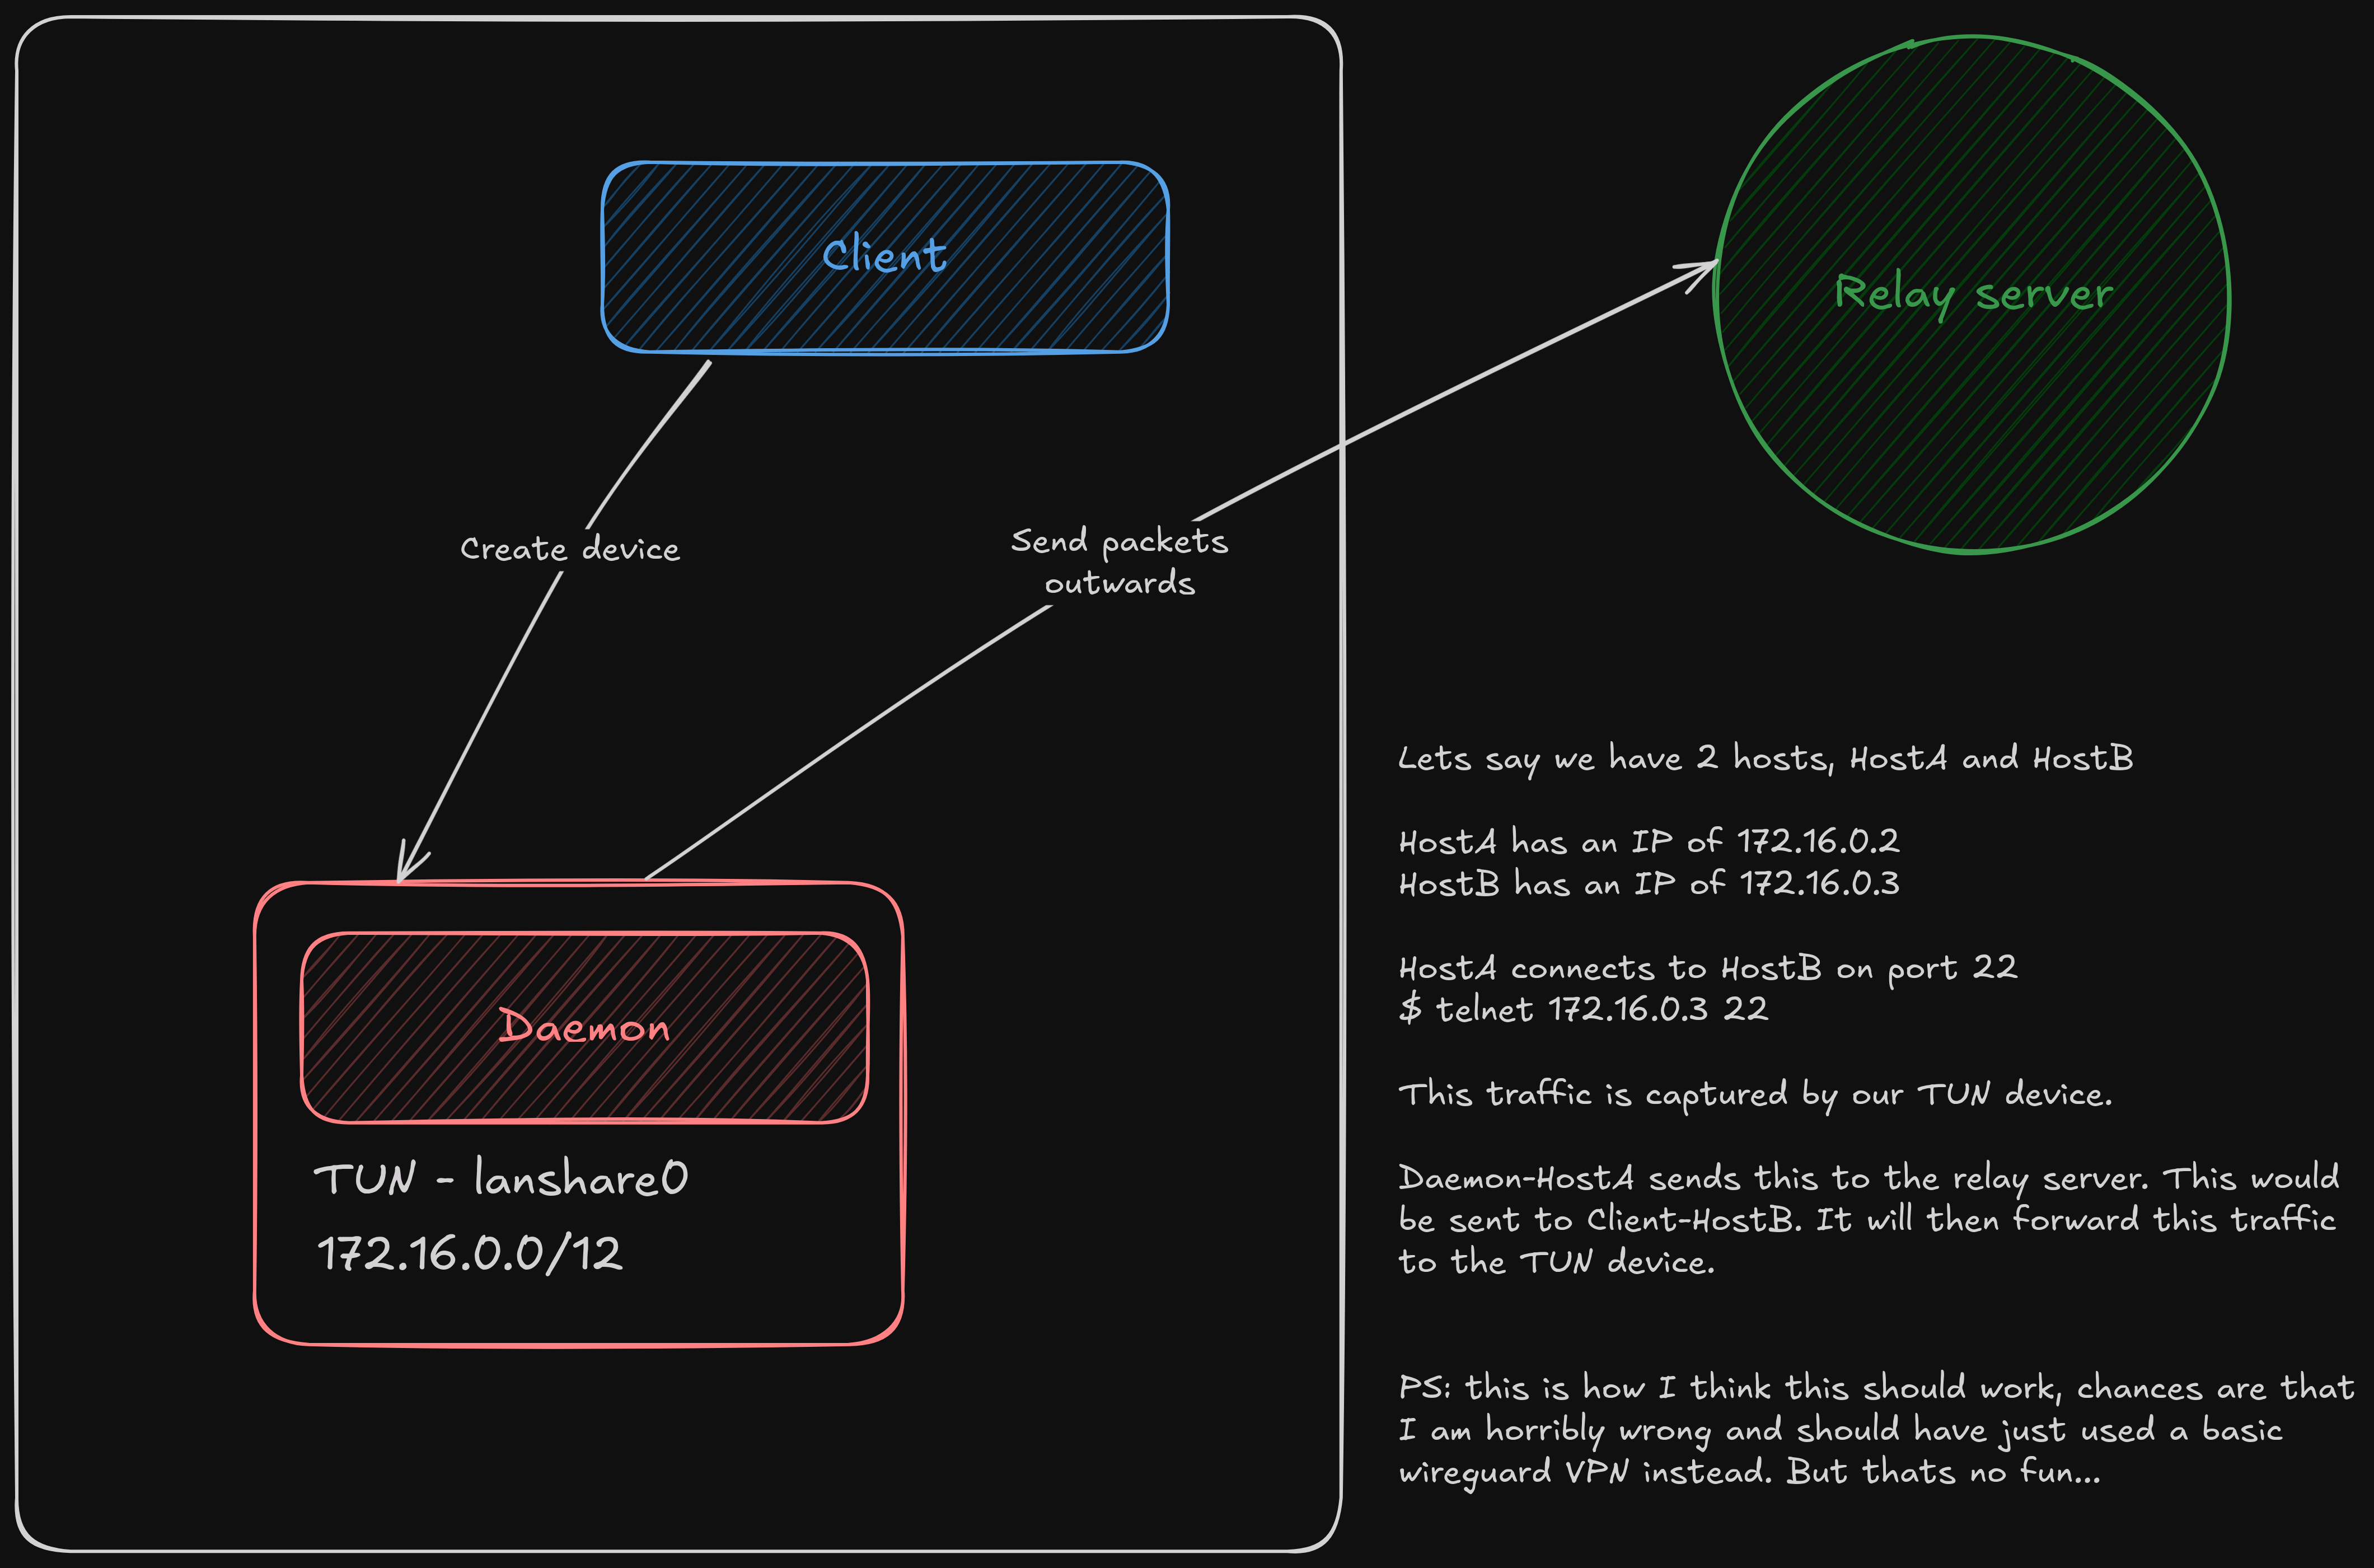 Client
Relay server
Create device
Send packets
outwards
Daemon
TUN - lanshare0
172.16.0.0/12
Lets say we have 2 hosts, HostA and HostB
HostA has an IP of 172.16.0.2
HostB has an IP of 172.16.0.3
HostA connects to HostB on port 22
$ telnet 172.16.0.3 22
This traffic is captured by our TUN device.
Daemon-HostA sends this to the relay server. This would
be sent to Client-HostB. It will then forward this traffic
to the TUN device.
PS: this is how I think this should work, chances are that
I am horribly wrong and should have just used a basic
wireguard VPN instead. But thats no fun...